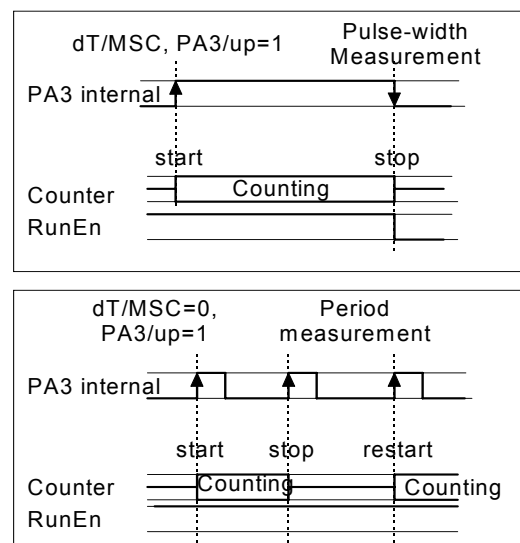 dT/MSC, PA3/up=1
Pulse-width
Measurement
PA3 internal
start
stop
Counter
Counting
RunEn
dT/MSC=0,
PA3/up=1
Period
measurement
PA3 internal
start
stop
restart
Counter
Counting
Counting
RunEn